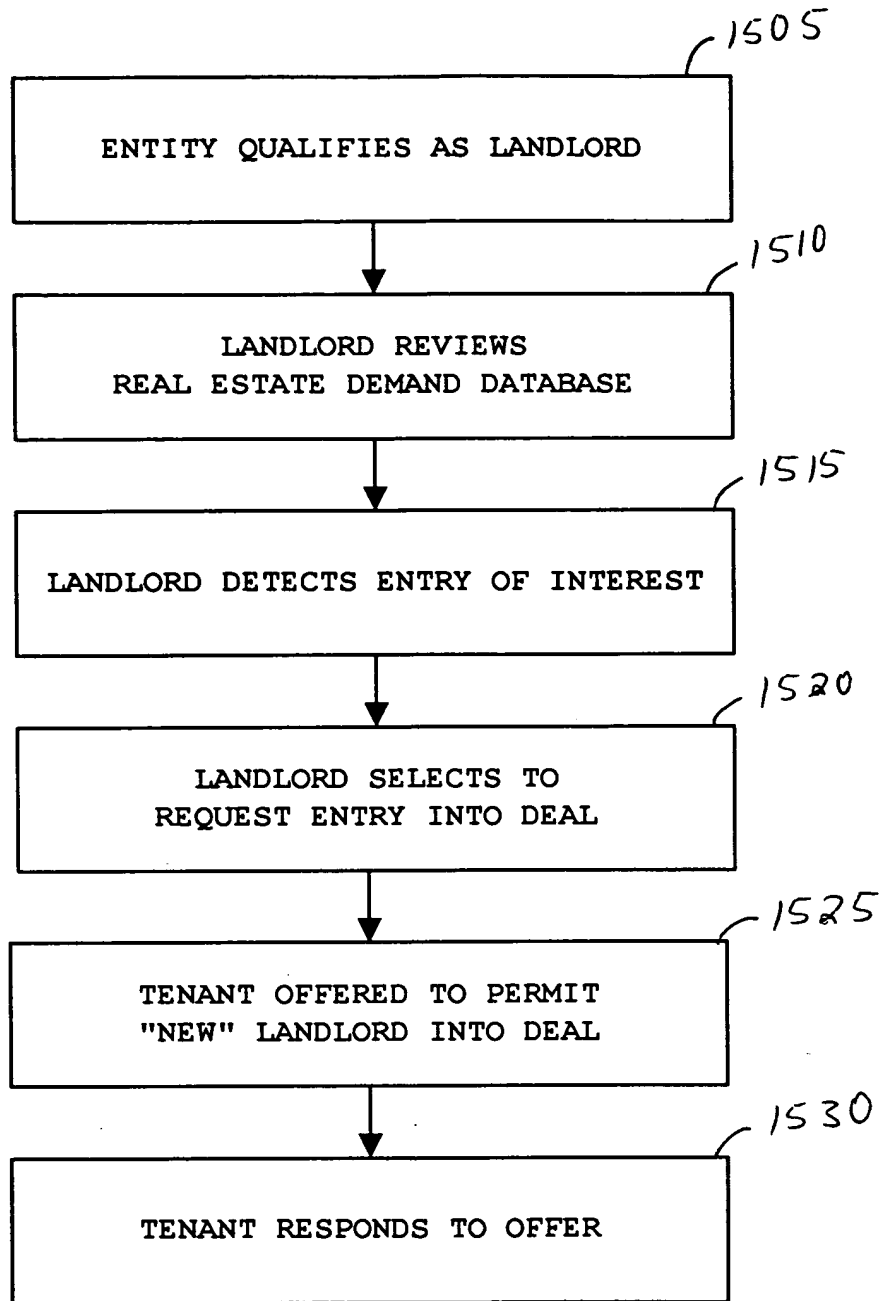 1505
ENTITY QUALIFIES AS LANDLORD
1510
LANDLORD REVIEWS
REAL ESTATE DEMAND DATABASE
1515
LANDLORD DETECTS ENTRY OF INTEREST
1520
LANDLORD SELECTS TO
REQUEST ENTRY INTO DEAL
1525
TENANT OFFERED TO PERMIT
"NEW" LANDLORD INTO DEAL
1530
TENANT RESPONDS TO OFFER